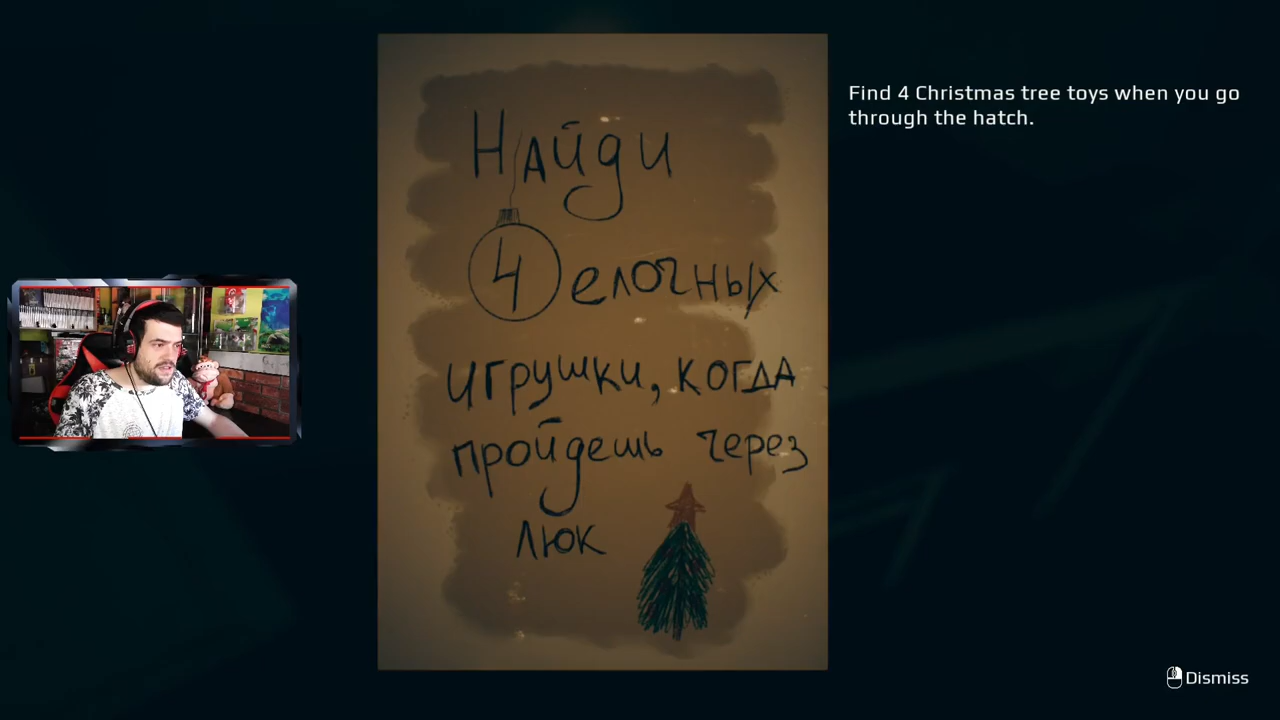 Найди
4 елочных
игрушки, когда
пройдешь через
люк
Find 4 Christmas tree toys when you go
through the hatch.
Dismiss